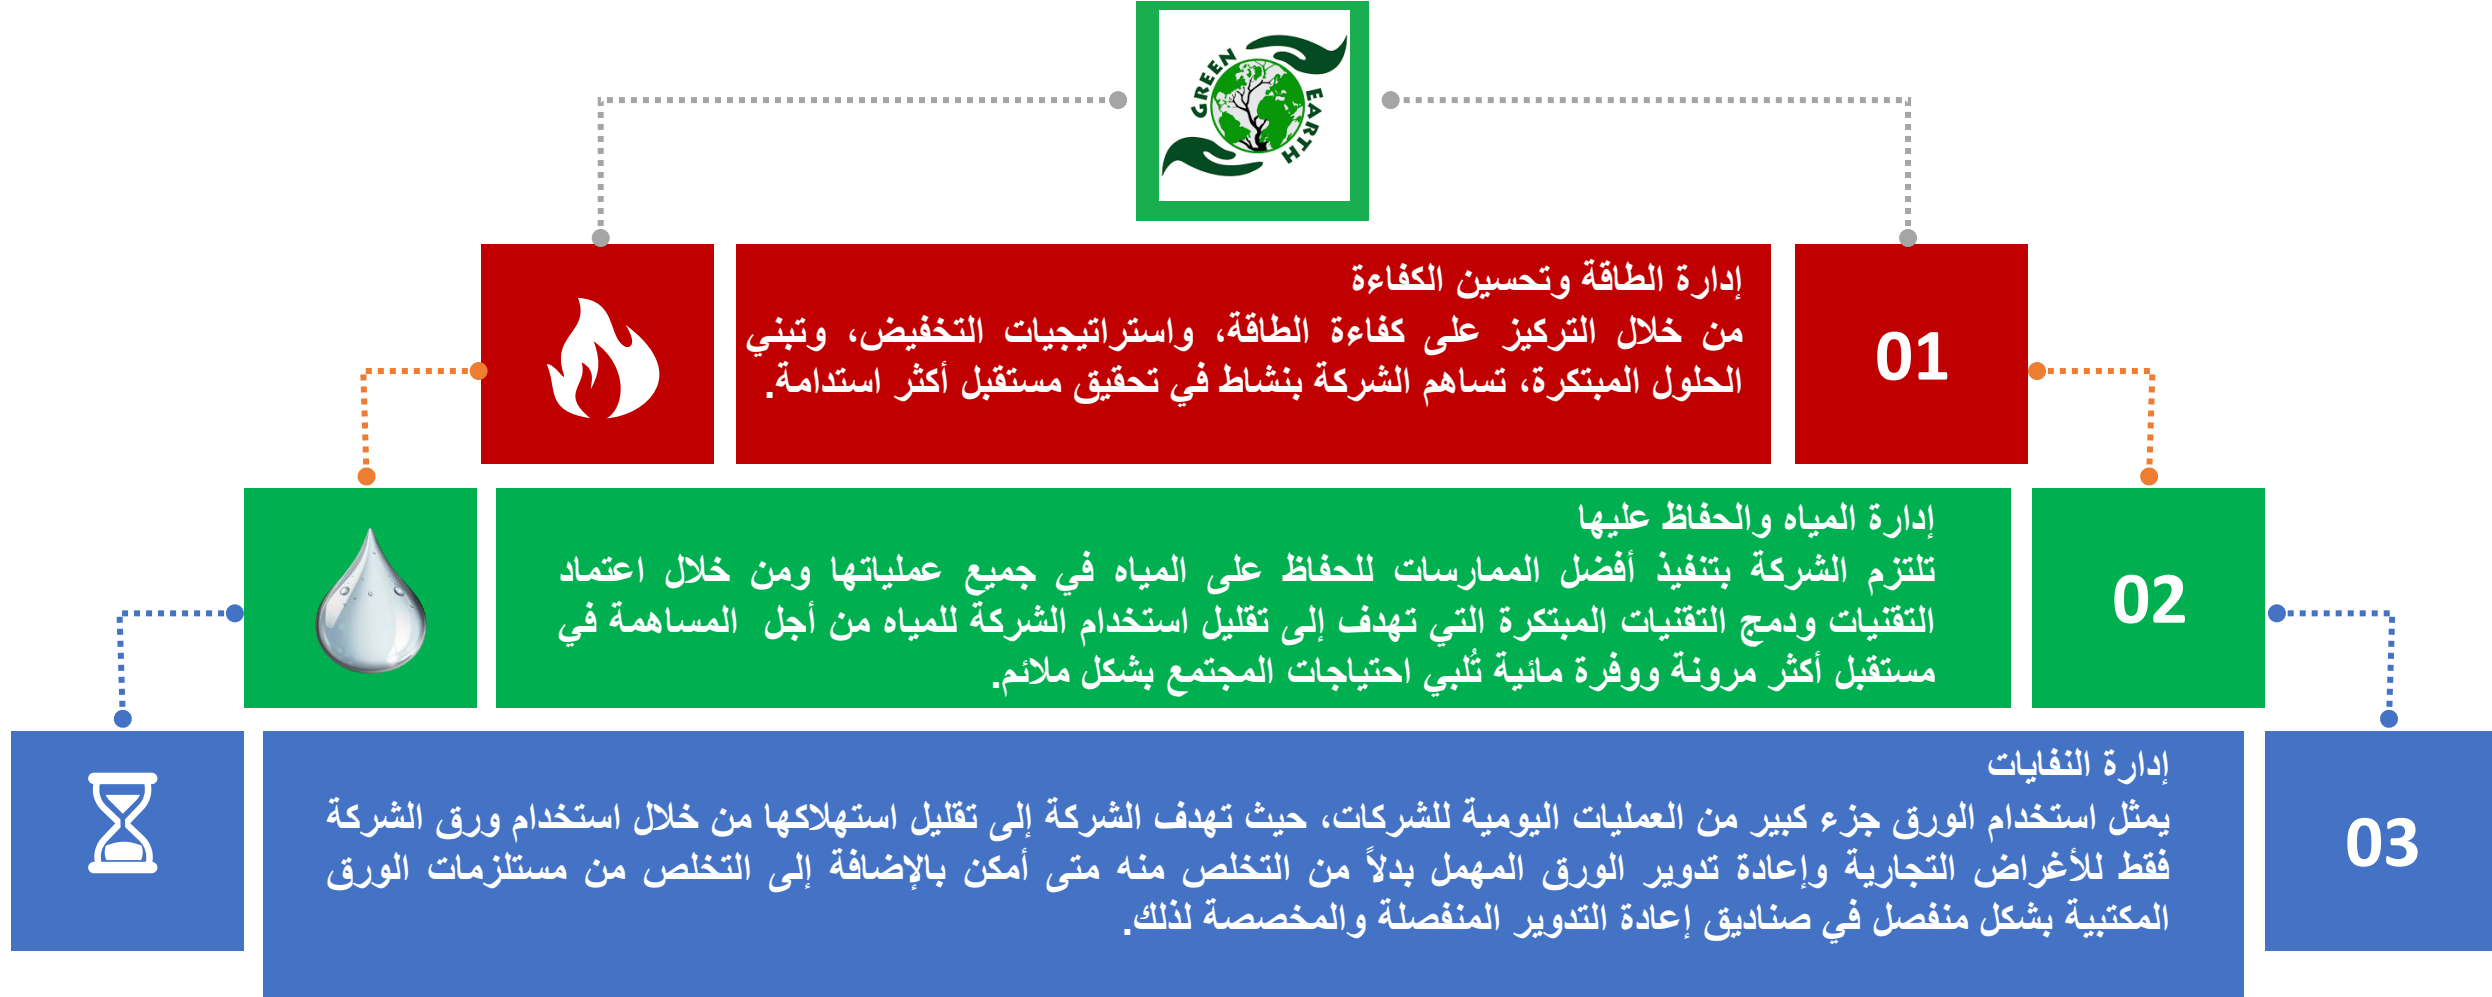 GREEN EARTH
01
إدارة الطاقة وتحسين الكفاءة
من خلال التركيز على كفاءة الطاقة، واستراتيجيات التخفيض، وتبني
الحلول المبتكرة، تساهم الشركة بنشاط في تحقيق مستقبل أكثر استدامة.
02
إدارة المياه والحفاظ عليها
تلتزم الشركة بتنفيذ أفضل الممارسات للحفاظ على المياه في جميع عملياتها ومن خلال اعتماد
التقنيات ودمج التقنيات المبتكرة التي تهدف إلى تقليل استخدام الشركة للمياه من أجل المساهمة في
مستقبل أكثر مرونة ووفرة مائية تُلبي احتياجات المجتمع بشكل ملائم.
03
إدارة النفايات
يمثل استخدام الورق جزء كبير من العمليات اليومية للشركات، حيث تهدف الشركة إلى تقليل استهلاكها من خلال استخدام ورق الشركة
فقط للأغراض التجارية وإعادة تدوير الورق المهمل بدلاً من التخلص منه متى أمكن بالإضافة إلى التخلص من مستلزمات الورق
المكتبية بشكل منفصل في صناديق إعادة التدوير المنفصلة والمخصصة لذلك.